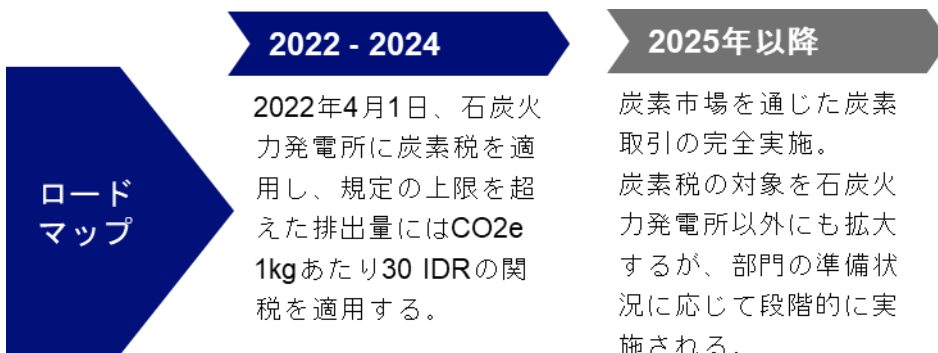 ロード
マップ
2022 - 2024
2022年4月1日、石炭火
力発電所に炭素税を適
用し、規定の上限を超
えた排出量にはCO2e
1kgあたり30 IDRの関
税を適用する。
2025年以降
炭素市場を通じた炭素
取引の完全実施。
炭素税の対象を石炭火
力発電所以外にも拡大
するが、部門の準備状
況に応じて段階的に実
施される。